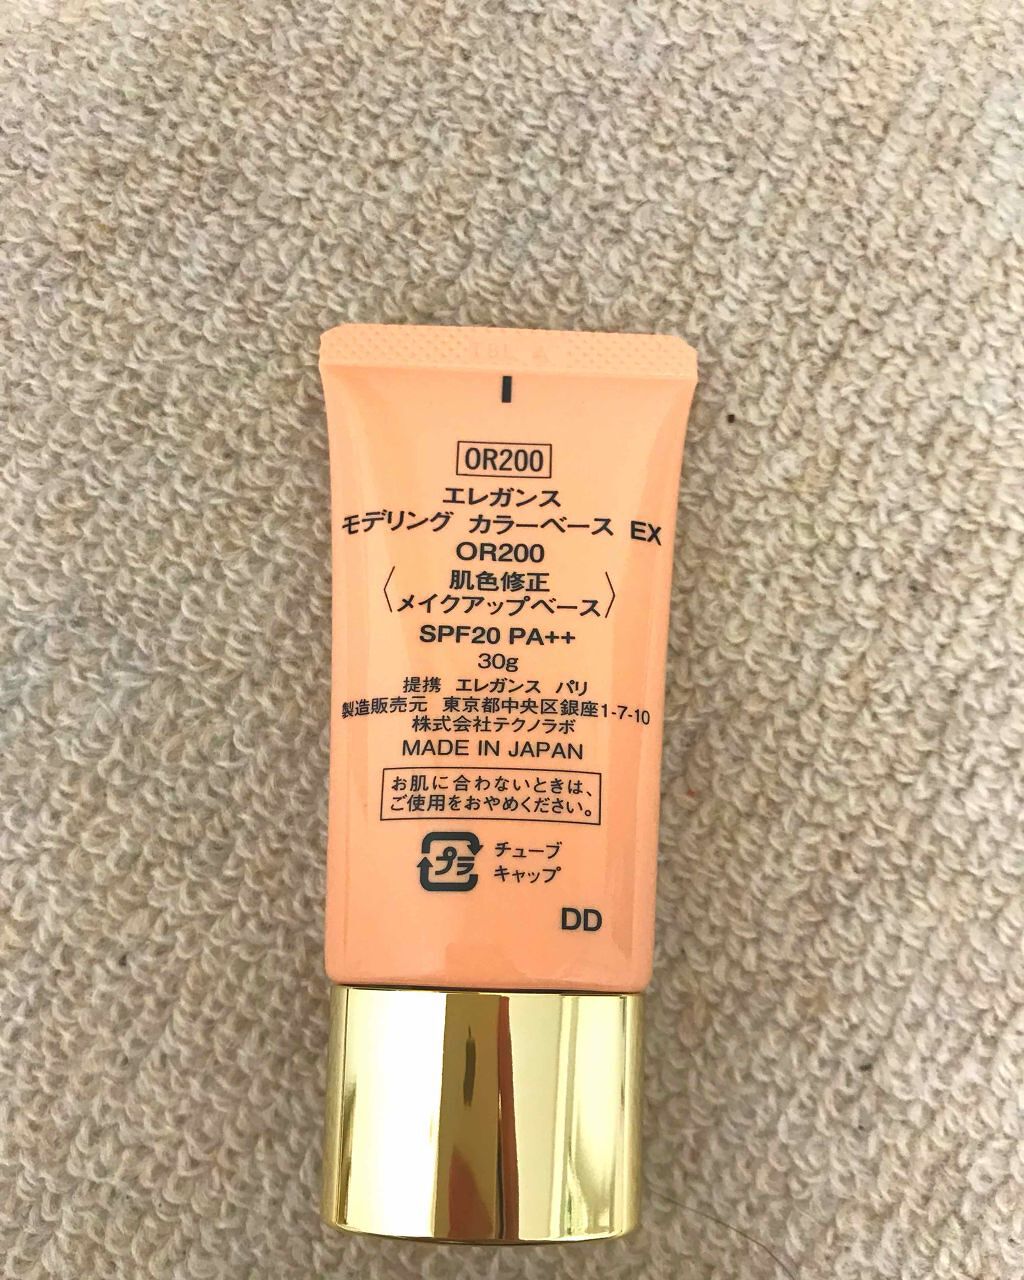 OR200
エレガンス
モデリング カラーベース EX
OR200
〈肌色修正
メイクアップベース〉
SPF20 PA++
30g
提携 エレガンス パリ
製造販売元 東京都中央区銀座1-7-10
株式会社テクノラボ
MADE IN JAPAN
お肌に合わないときは、
ご使用をおやめください。
プラ チューブ
キャップ
DD